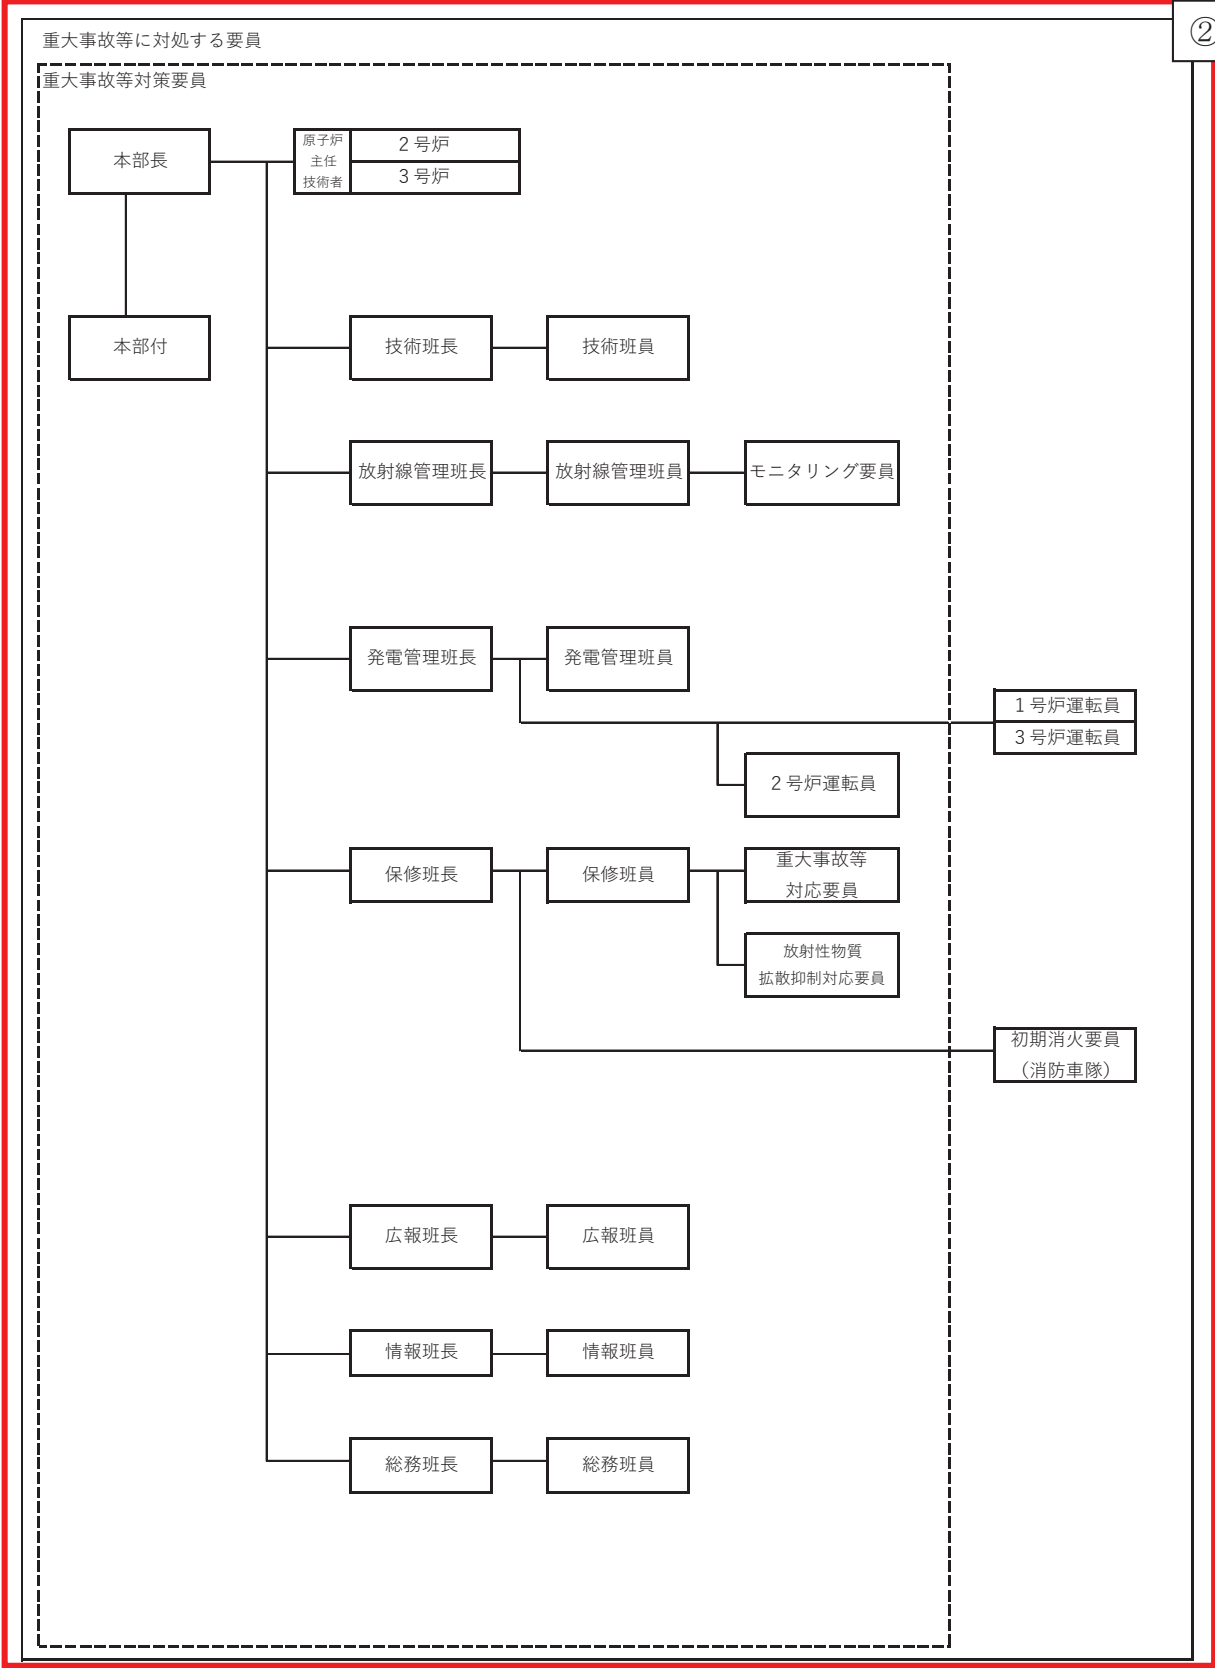 ②
重大事故等に対処する要員
重大事故等対策要員
本部長
原子炉
主任
技術者
2号炉
3号炉
本部付
技術班長
技術班員
放射線管理班長
放射線管理班員
モニタリング要員
発電管理班長
発電管理班員
1号炉運転員
3号炉運転員
2号炉運転員
保修班長
保修班員
重大事故等
対応要員
放射性物質
拡散抑制対応要員
初期消火要員
（消防車隊）
広報班長
広報班員
情報班長
情報班員
総務班長
総務班員